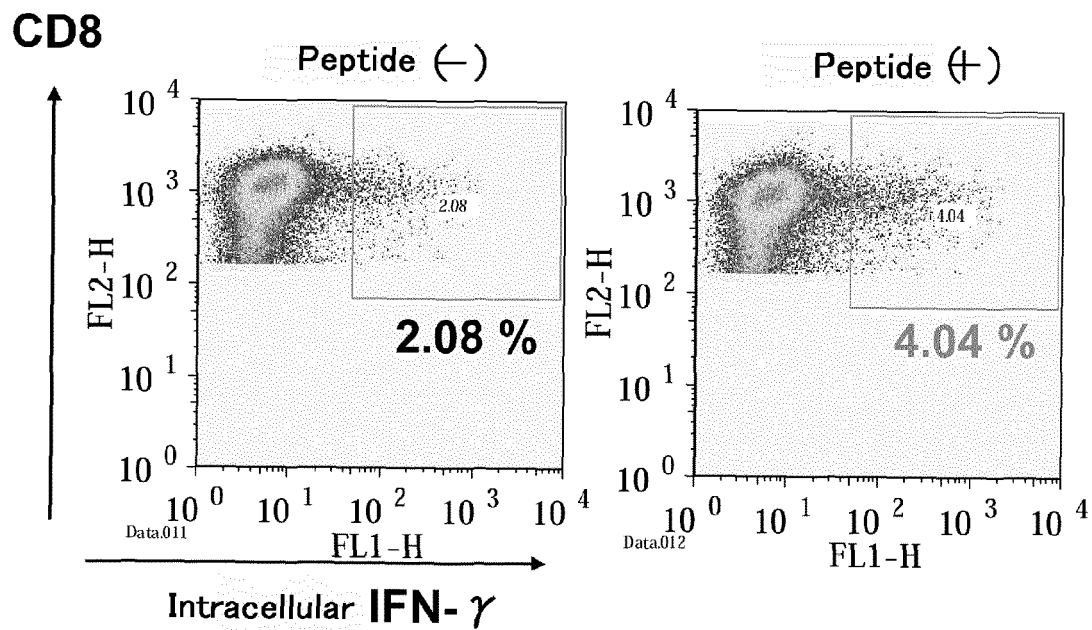 CD8
Peptide (−)
10^4
10^3
10^2
10^1
10^0
FL2-H
2.08
2.08 %
10^0 10^1 10^2 10^3 10^4
Data.011
FL1-H
Peptide (+)
10^4
10^3
10^2
10^1
10^0
FL2-H
4.04
4.04 %
10^0 10^1 10^2 10^3 10^4
Data.012
FL1-H
Intracellular IFN-γ